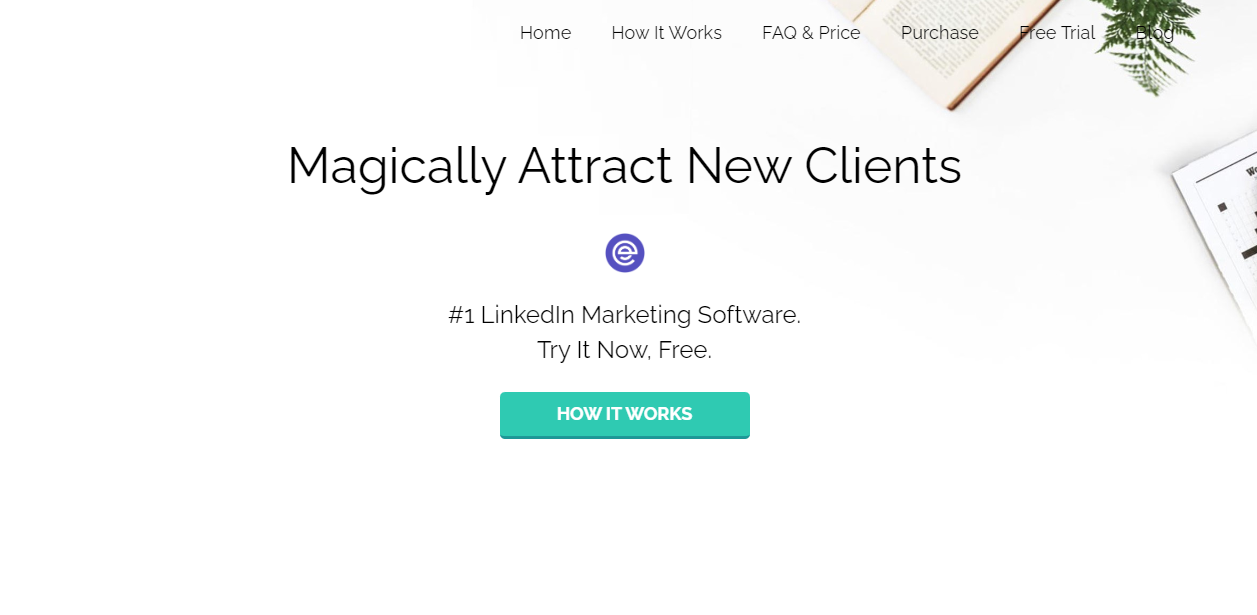 Home How It Works FAQ & Price Purchase Free Trial Blog
Magically Attract New Clients
e
#1 LinkedIn Marketing Software.
Try It Now, Free.
HOW IT WORKS